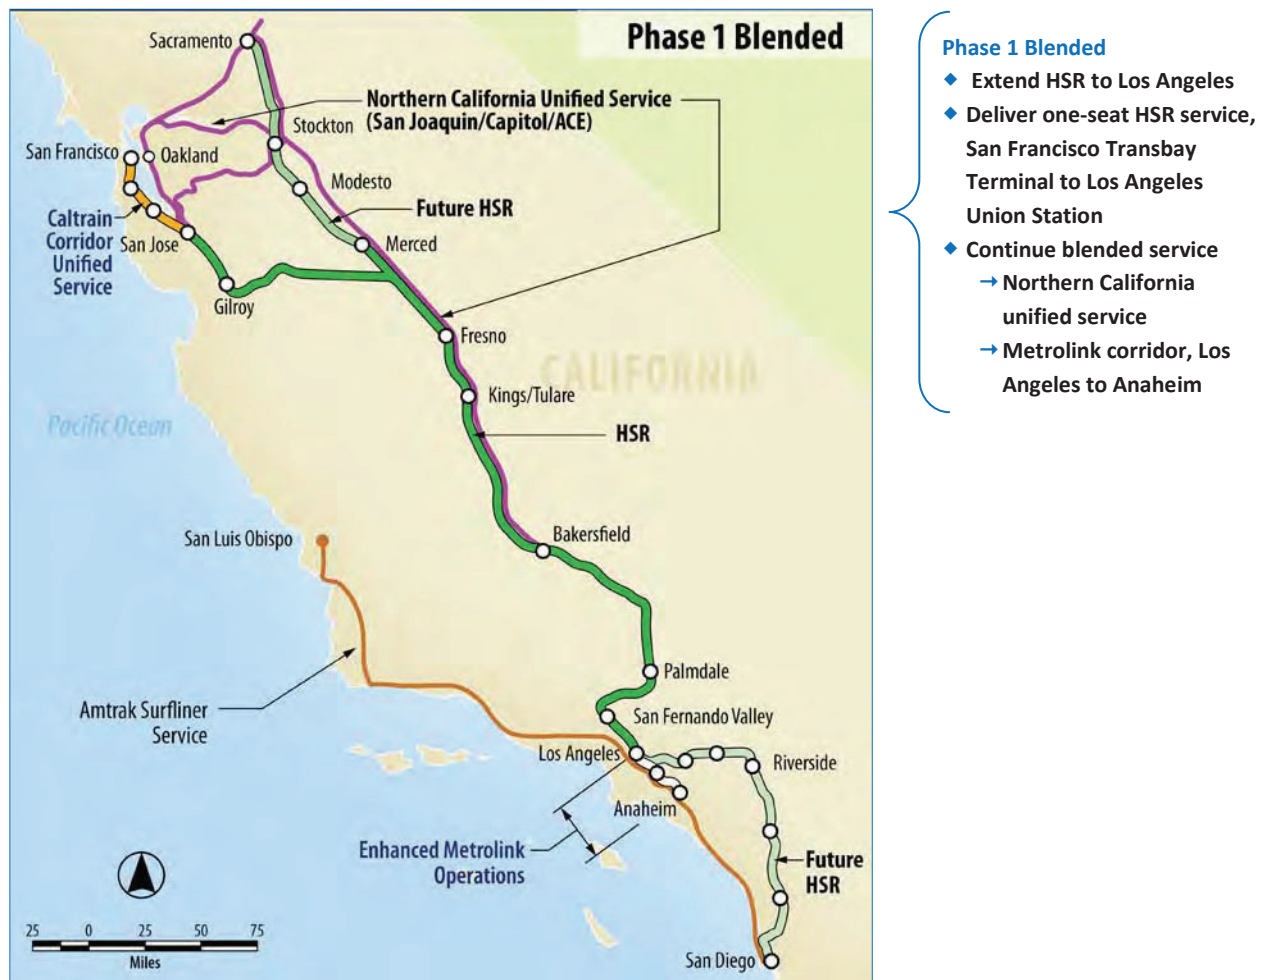 Phase 1 Blended
Sacramento
Northern California Unified Service
(San Joaquin/Capitol/ACE)
Stockton
San Francisco
Oakland
Modesto
Future HSR
Caltrain
Corridor
Unified
Service
San Jose
Merced
Gilroy
Fresno
CALIFORNIA
Kings/Tulare
Pacific Ocean
HSR
San Luis Obispo
Bakersfield
Palmdale
Amtrak Surfliner
Service
San Fernando Valley
Los Angeles
Riverside
Anaheim
Enhanced Metrolink
Operations
Future
HSR
25 0 25 50 75
Miles
San Diego
Phase 1 Blended
Extend HSR to Los Angeles
Deliver one-seat HSR service,
San Francisco Transbay
Terminal to Los Angeles
Union Station
Continue blended service
→ Northern California
unified service
→ Metrolink corridor, Los
Angeles to Anaheim